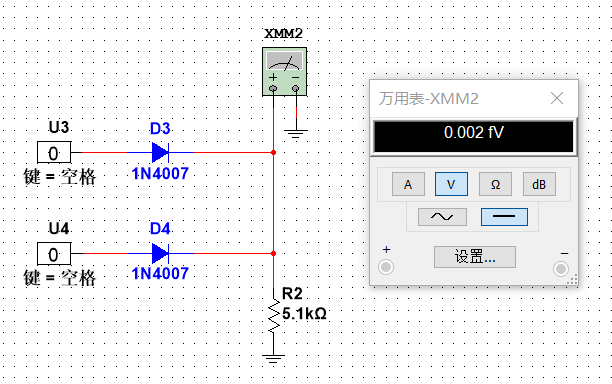 XMM2
U3
0
键 = 空格
D3
1N4007
U4
0
键 = 空格
D4
1N4007
R2
5.1kΩ
万用表-XMM2
0.002 fV
A V Ω dB
+ 设置... −